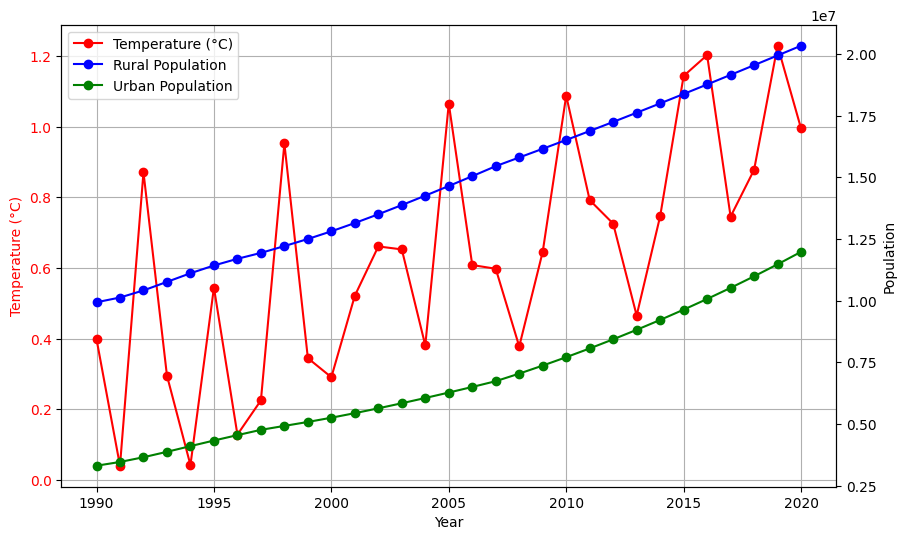 1e7
Temperature (°C)
Rural Population
Urban Population
1.2
1.0
0.8
0.6
0.4
0.2
0.0
Temperature (°C)
2.00
1.75
1.50
1.25
1.00
0.75
0.50
0.25
Population
1990 1995 2000 2005 2010 2015 2020
Year